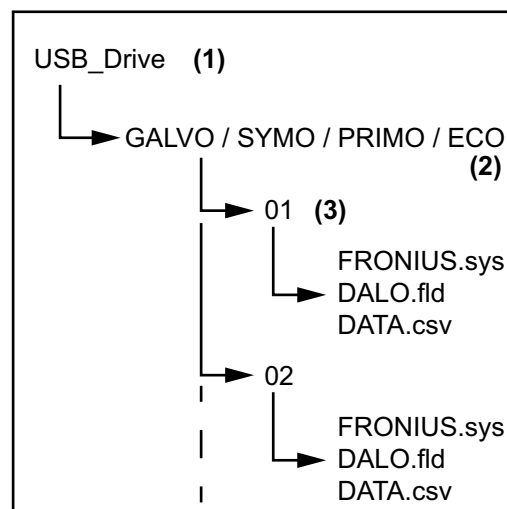 USB_Drive (1)
GALVO / SYMO / PRIMO / ECO
(2)
01 (3)
FRONIUS.sys
DALO.fld
DATA.csv
02
FRONIUS.sys
DALO.fld
DATA.csv